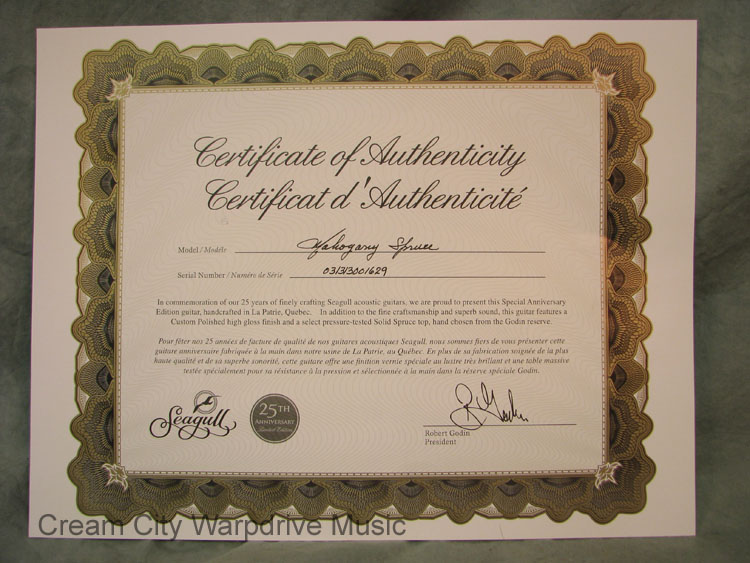 Certificate of Authenticity
Certificat d'Authenticité
Model / Modèle Mahogany Spruce
Serial Number / Numéro de Série 031313001629
In commemoration of our 25 years of finely crafting Seagull acoustic guitars, we are proud to present this Special Anniversary
Edition guitar, handcrafted in La Patrie, Quebec. In addition to the fine craftsmanship and superb sound, this guitar features a
Custom Polished high gloss finish and a select pressure-tested Solid Spruce top, hand chosen from the Godin reserve.
Pour fêter nos 25 années de facture de qualité de nos guitares acoustiques Seagull, nous sommes fiers de vous présenter cette
guitare anniversaire fabriquée à la main dans notre usine de La Patrie, au Québec. En plus de sa fabrication soignée de la plus
haute qualité et de sa superbe sonorité, cette guitare offre une finition vernie spéciale au lustre très brillant et une table massive
testée spécialement pour sa résistance à la pression et sélectionnée à la main dans la réserve spéciale Godin.
Seagull
25TH
ANNIVERSARY
Limited Edition
Robert Godin
President
Cream City Warpdrive Music